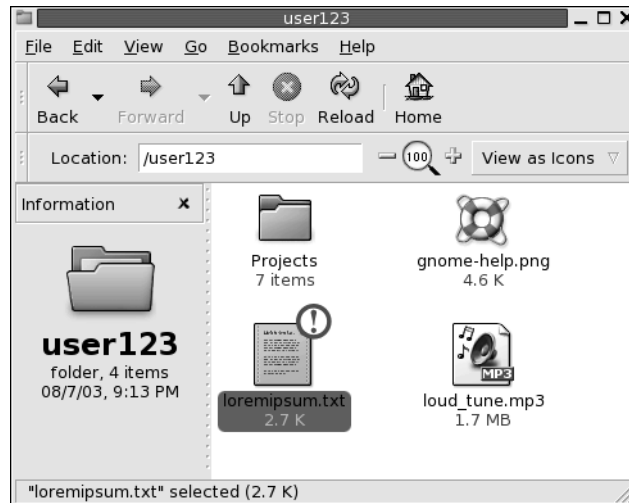 user123
File Edit View Go Bookmarks Help
Back Forward Up Stop Reload Home
Location: /user123 100 View as Icons
Information
user123
folder, 4 items
08/7/03, 9:13 PM
Projects
7 items
gnome-help.png
4.6 K
loremipsum.txt
2.7 K
MP3
loud_tune.mp3
1.7 MB
"loremipsum.txt" selected (2.7 K)